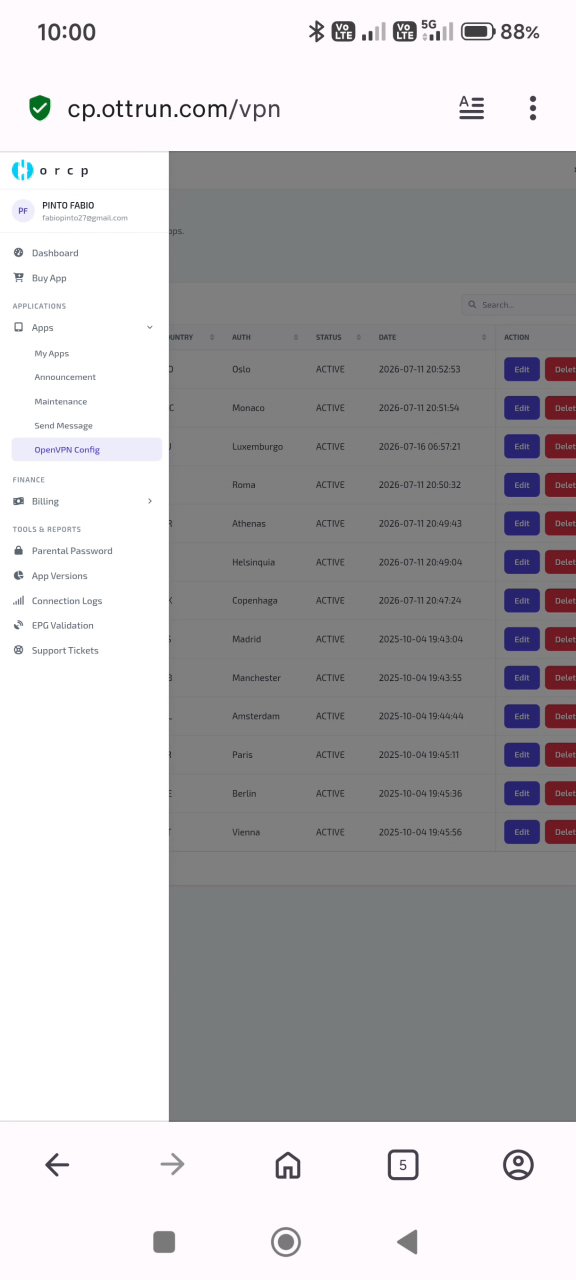 10:00
Vo LTE
Vo LTE
5G
88%
cp.ottrun.com/vpn
A
orcp
PF
PINTO FABIO
fabiopinto27@gmail.com
Dashboard
Buy App
APPLICATIONS
Apps
My Apps
Announcement
Maintenance
Send Message
OpenVPN Config
FINANCE
Billing
TOOLS & REPORTS
Parental Password
App Versions
Connection Logs
EPG Validation
Support Tickets
Search...
AUTH STATUS DATE ACTION
Oslo ACTIVE 2026-07-11 20:52:53 Edit
Monaco ACTIVE 2026-07-11 20:51:54 Edit
Luxemburgo ACTIVE 2026-07-16 06:57:21 Edit
Roma ACTIVE 2026-07-11 20:50:32 Edit
Athenas ACTIVE 2026-07-11 20:49:43 Edit
Helsinquia ACTIVE 2026-07-11 20:49:04 Edit
Copenhaga ACTIVE 2026-07-11 20:47:24 Edit
Madrid ACTIVE 2025-10-04 19:43:04 Edit
Manchester ACTIVE 2025-10-04 19:43:55 Edit
Amsterdam ACTIVE 2025-10-04 19:44:44 Edit
Paris ACTIVE 2025-10-04 19:45:11 Edit
Berlin ACTIVE 2025-10-04 19:45:36 Edit
Vienna ACTIVE 2025-10-04 19:45:56 Edit
5